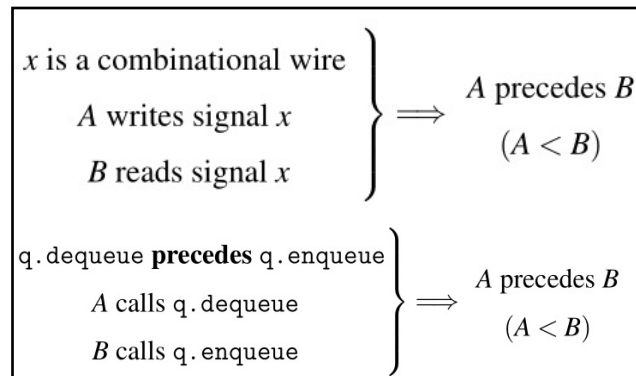 x is a combinational wire
A writes signal x
B reads signal x
⟹
A precedes B
(A < B)
q.dequeue precedes q.enqueue
A calls q.dequeue
B calls q.enqueue
⟹
A precedes B
(A < B)